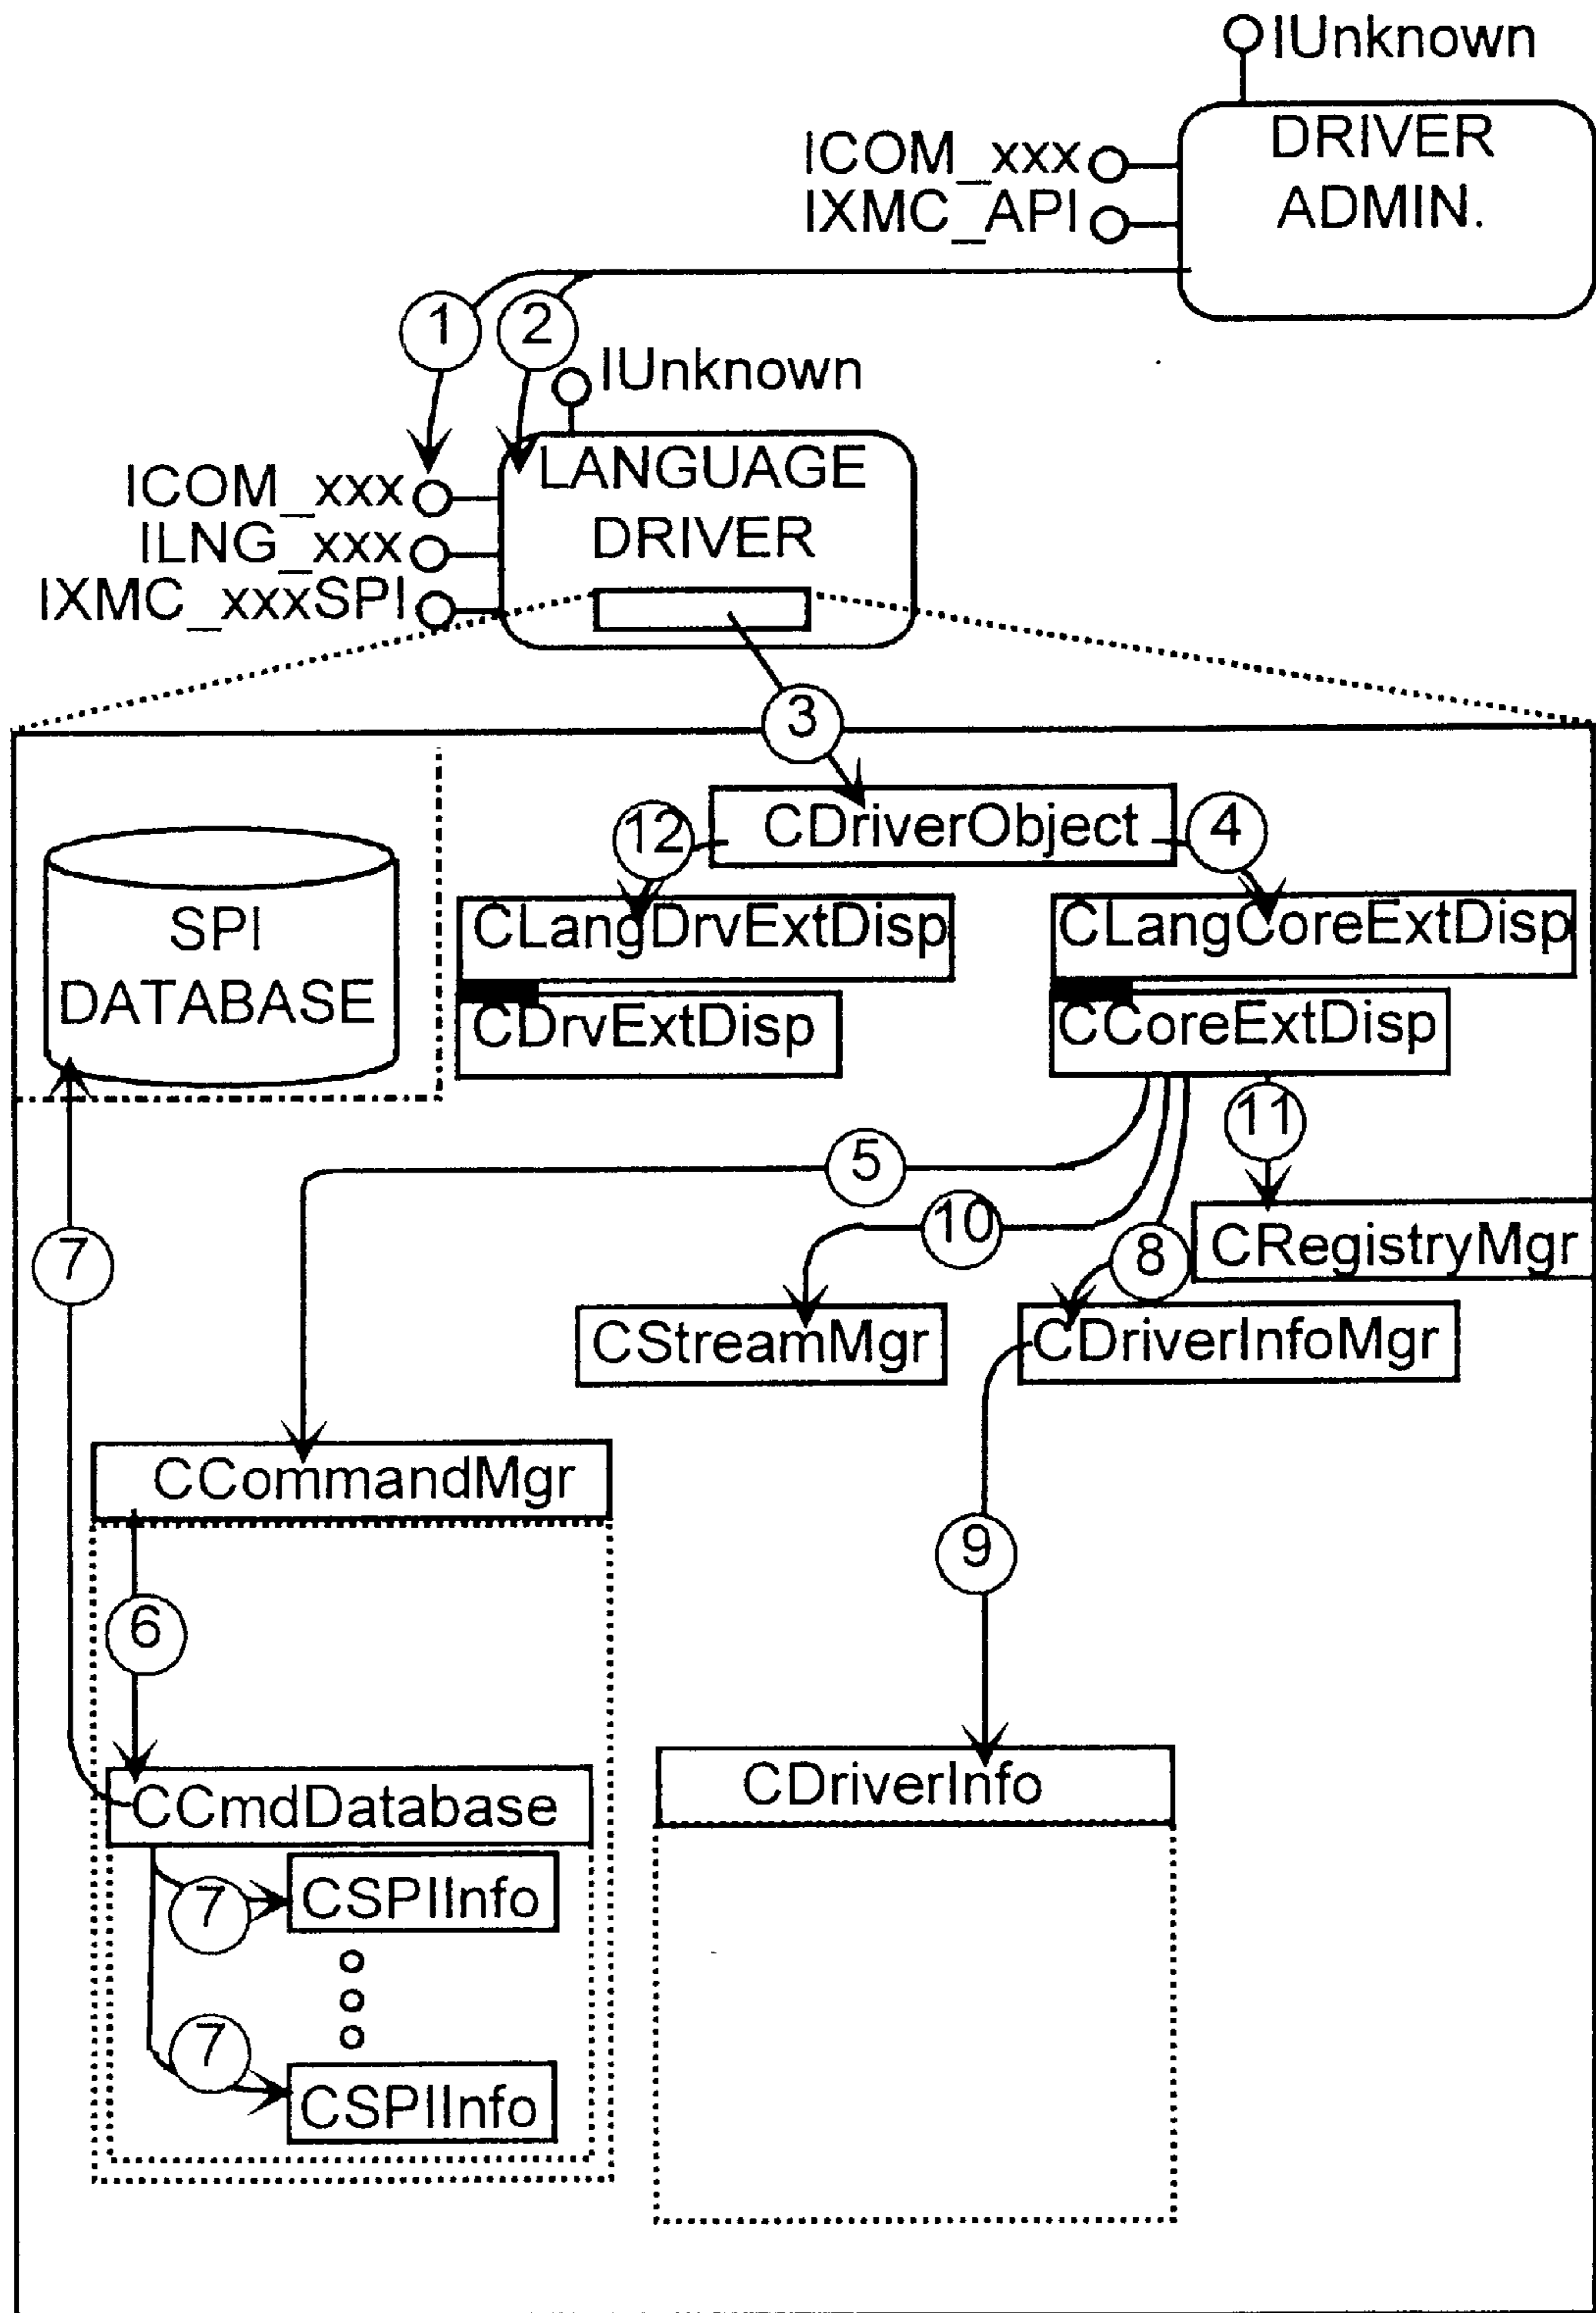 IUnknown
DRIVER
ADMIN.
ICOM_xxx
IXMC_API
1
2
IUnknown
LANGUAGE
DRIVER
ICOM_xxx
ILNG_xxx
IXMC_xxxSPI
3
CDriverObject
12
4
SPI
DATABASE
CLangDrvExtDisp
CDrvExtDisp
CLangCoreExtDisp
CCoreExtDisp
11
5
10
8
7
CRegistryMgr
CStreamMgr
CDriverInfoMgr
CCommandMgr
9
6
CDriverInfo
CCmdDatabase
7
CSPIInfo
7
CSPIInfo